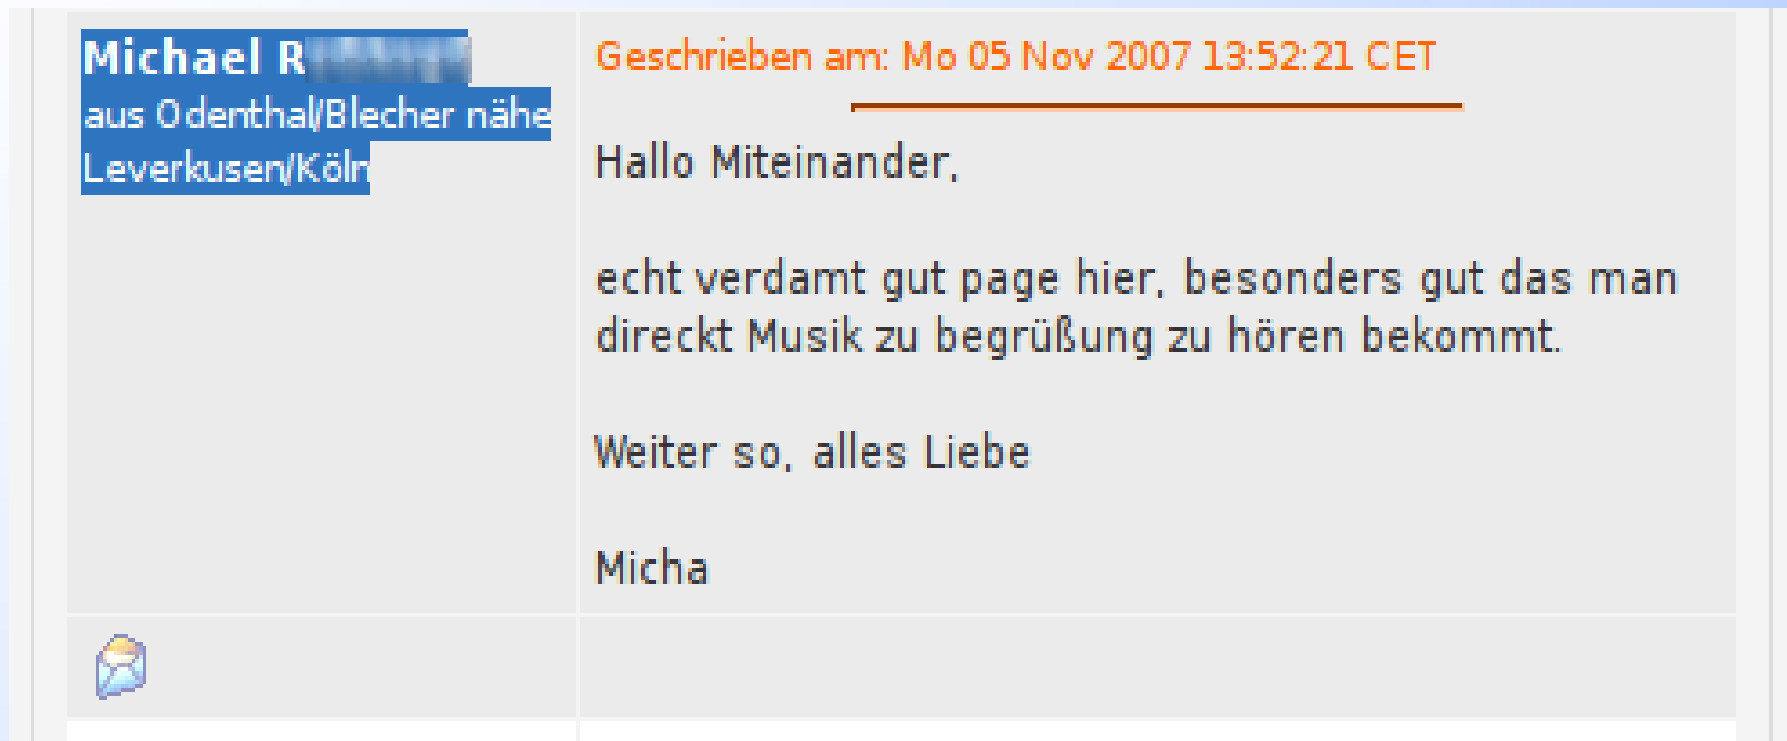 Michael R
aus Odenthal/Blecher nähe
Leverkusen/Köln
Geschrieben am: Mo 05 Nov 2007 13:52:21 CET
Hallo Miteinander,
echt verdamt gut page hier, besonders gut das man
direckt Musik zu begrüßung zu hören bekommt.
Weiter so, alles Liebe
Micha